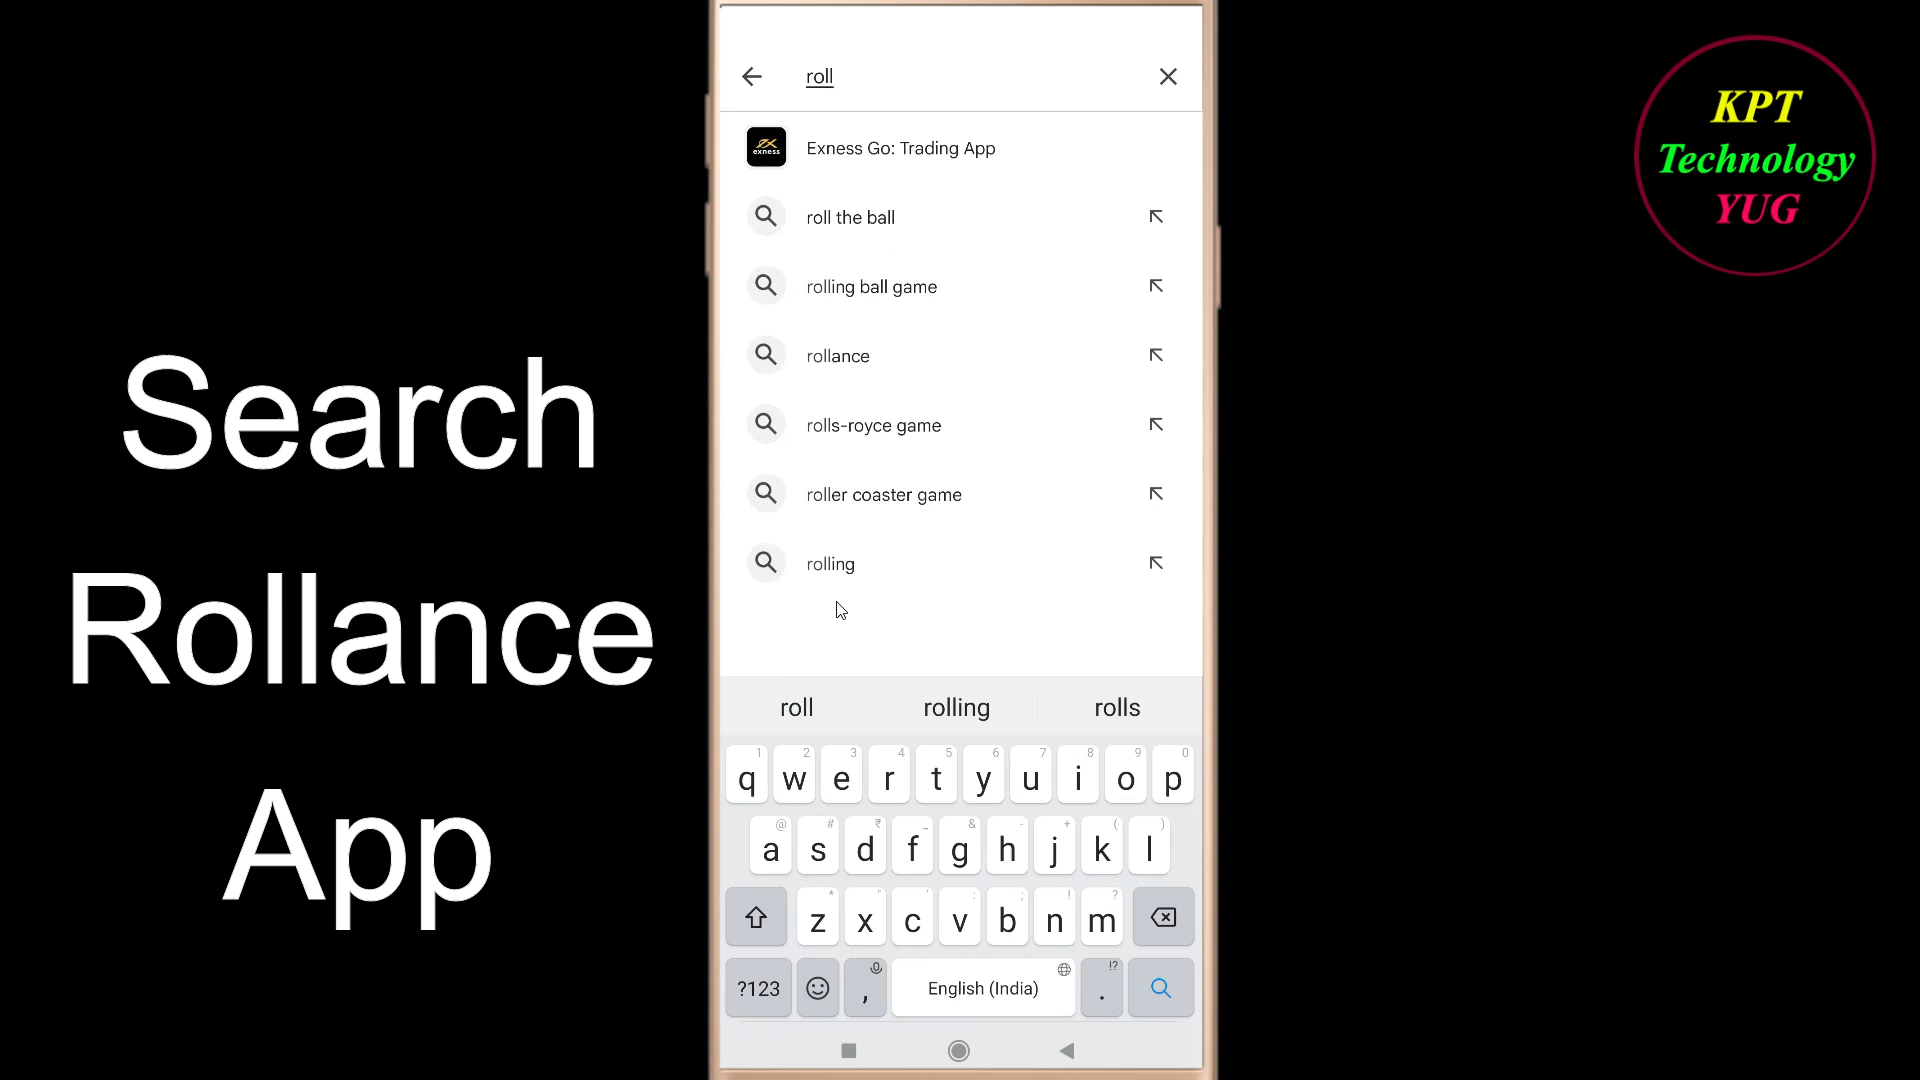 Search
Rollance
App
roll
exness
Exness Go: Trading App
roll the ball
rolling ball game
rollance
rolls-royce game
roller coaster game
rolling
roll rolling rolls
1 2 3 4 5 6 7 8 9 0
q w e r t y u i o p
@ # ₹ _ & - + ( )
a s d f g h j k l
* " ' : ; ! ?
z x c v b n m
!?
?123 , English (India) .
KPT
Technology
YUG